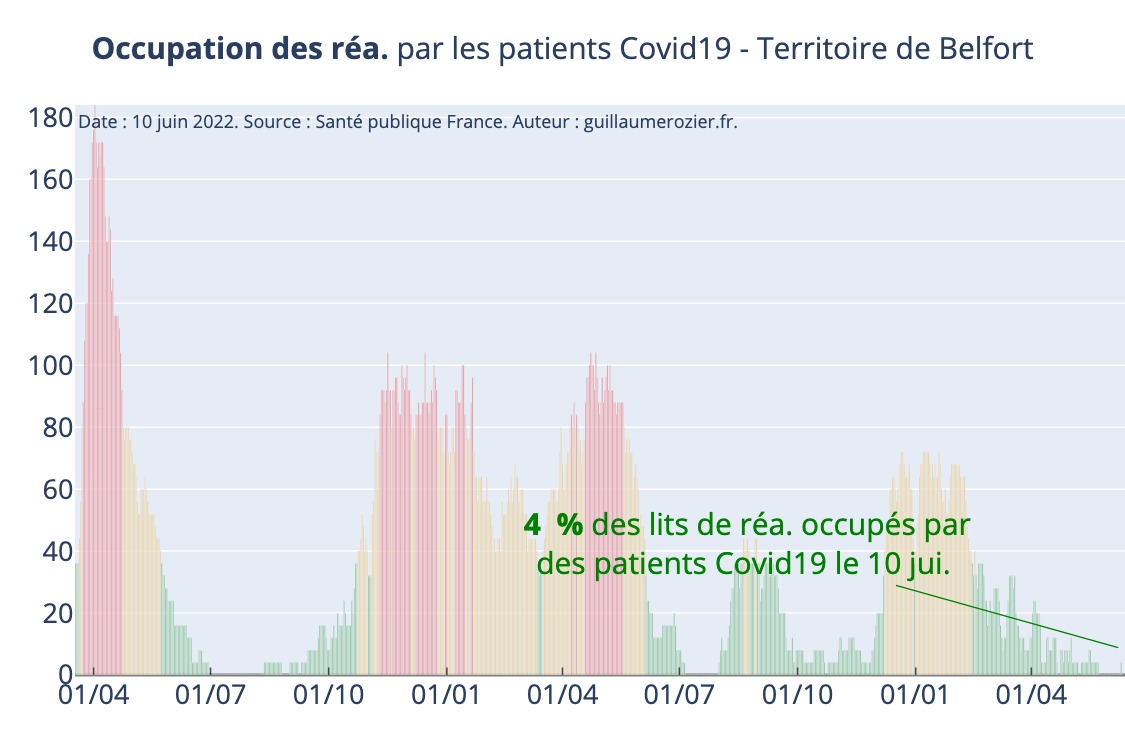 Occupation des réa. par les patients Covid19 - Territoire de Belfort
180
Date : 10 juin 2022. Source : Santé publique France. Auteur : guillaumerozier.fr.
160
140
120
100
80
60
4 % des lits de réa. occupés par
40
des patients Covid19 le 10 jui.
20
0
01/04 01/07 01/10 01/01 01/04 01/07 01/10 01/01 01/04